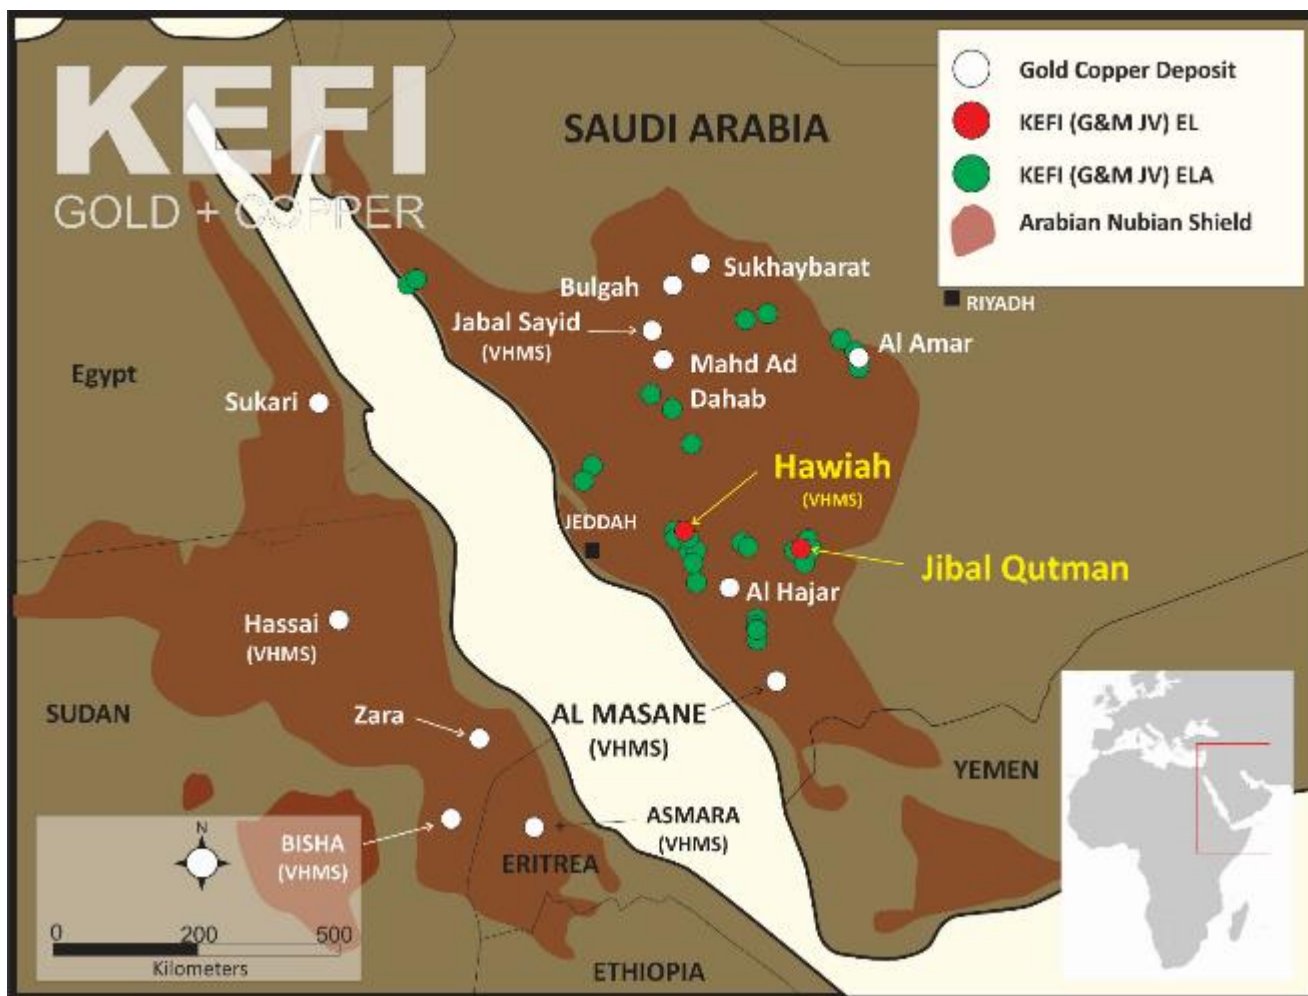 KEFI
GOLD + COPPER
SAUDI ARABIA
Gold Copper Deposit
KEFI (G&M JV) EL
KEFI (G&M JV) ELA
Arabian Nubian Shield
RIYADH
Sukhaybarat
Bulgah
Jabal Sayid
(VHMS)
Al Amar
Mahd Ad
Dahab
Egypt
Sukari
Hawiah
(VHMS)
JEDDAH
Jibal Qutman
Al Hajar
Hassai
(VHMS)
SUDAN
Zara
AL MASANE
(VHMS)
YEMEN
ASMARA
(VHMS)
BISHA
(VHMS)
ERITREA
N
0 200 500
Kilometers
ETHIOPIA